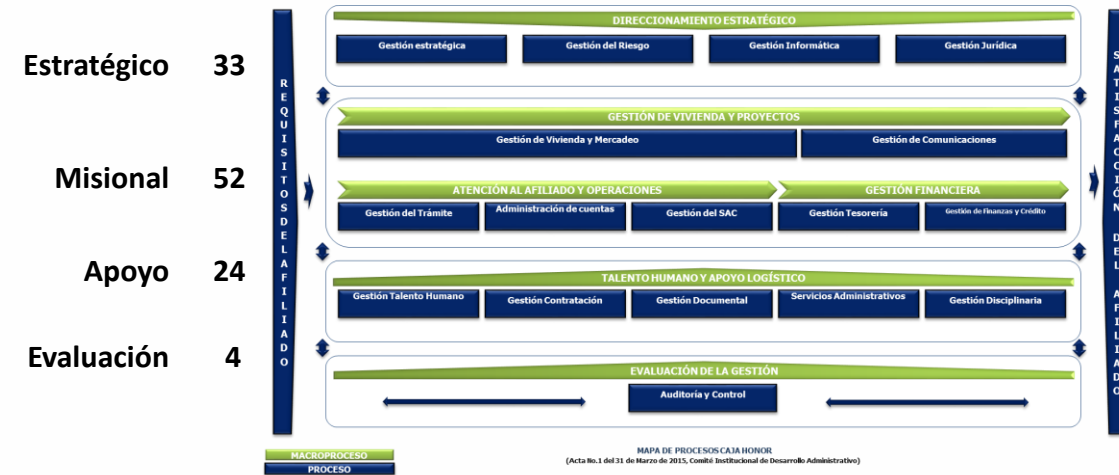 Estratégico 33
Misional 52
Apoyo 24
Evaluación 4
REQUISITOS DEL AFILIADO
DIRECCIONAMIENTO ESTRATÉGICO
Gestión estratégica
Gestión del Riesgo
Gestión Informática
Gestión Jurídica
GESTIÓN DE VIVIENDA Y PROYECTOS
Gestión de Vivienda y Mercadeo
Gestión de Comunicaciones
ATENCIÓN AL AFILIADO Y OPERACIONES
GESTIÓN FINANCIERA
Gestión del Trámite
Administración de cuentas
Gestión del SAC
Gestión Tesorería
Gestión de Finanzas y Crédito
TALENTO HUMANO Y APOYO LOGÍSTICO
Gestión Talento Humano
Gestión Contratación
Gestión Documental
Servicios Administrativos
Gestión Disciplinaria
EVALUACIÓN DE LA GESTIÓN
Auditoría y Control
SATISFACCIÓN DEL AFILIADO
MACROPROCESO
PROCESO
MAPA DE PROCESOS CAJA HONOR
(Acta No.1 del 31 de Marzo de 2015, Comité Institucional de Desarrollo Administrativo)